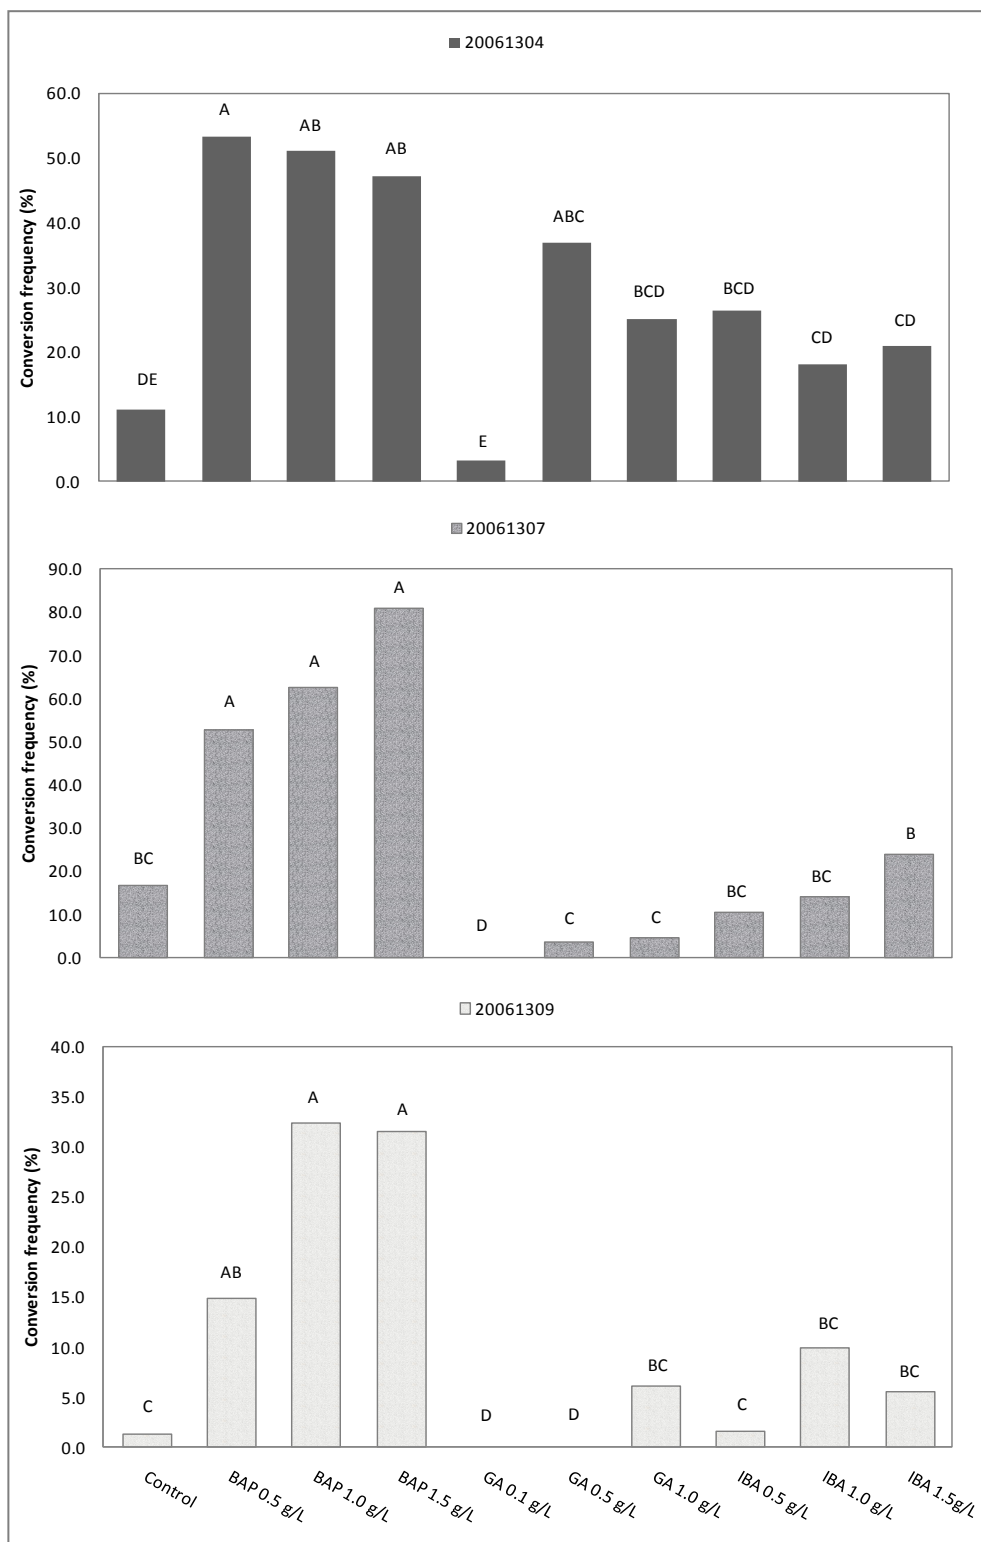 20061304
60.0
50.0
40.0
30.0
20.0
10.0
0.0
Conversion frequency (%)
DE
A
AB
AB
E
ABC
BCD
BCD
CD
CD
20061307
90.0
80.0
70.0
60.0
50.0
40.0
30.0
20.0
10.0
0.0
Conversion frequency (%)
BC
A
A
A
D
C
C
BC
BC
B
20061309
40.0
35.0
30.0
25.0
20.0
15.0
10.0
5.0
0.0
Conversion frequency (%)
C
AB
A
A
D
D
BC
C
BC
BC
Control
BAP 0.5 g/L
BAP 1.0 g/L
BAP 1.5 g/L
GA 0.1 g/L
GA 0.5 g/L
GA 1.0 g/L
IBA 0.5 g/L
IBA 1.0 g/L
IBA 1.5g/L